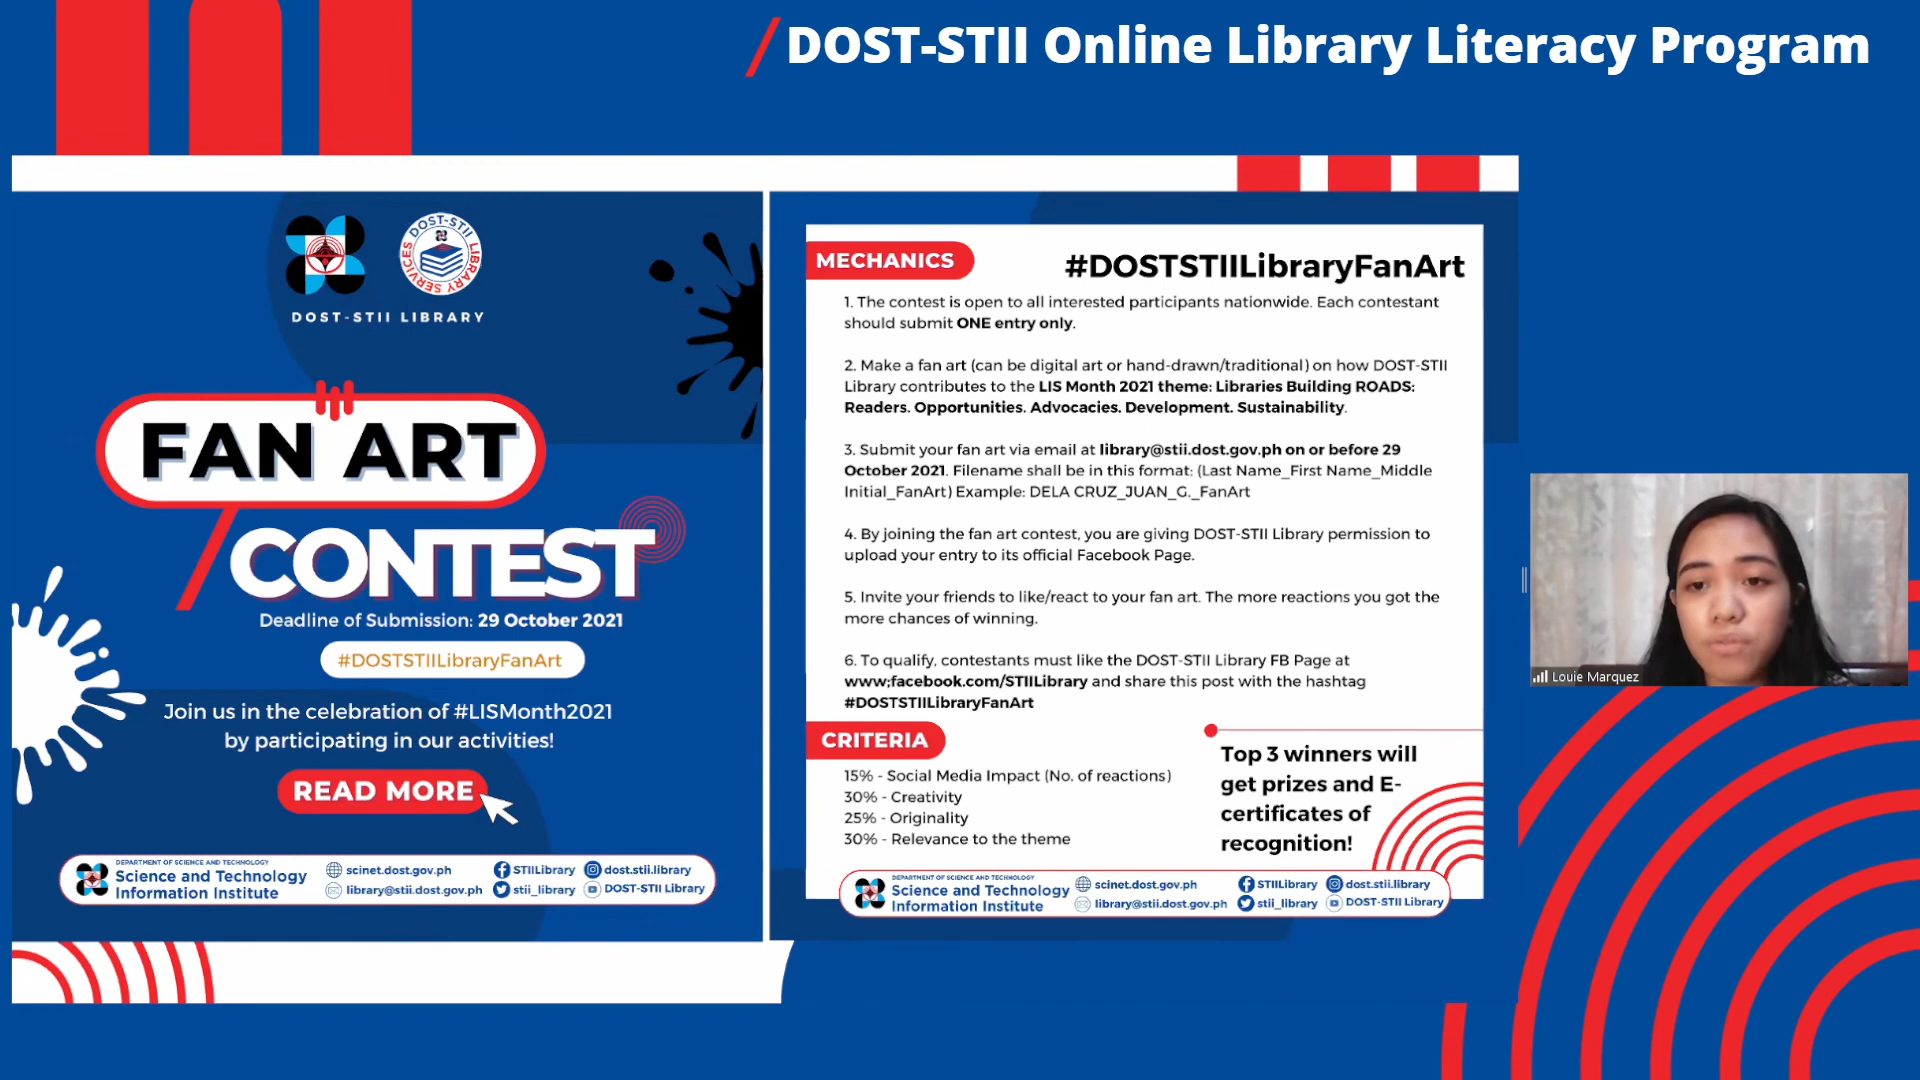 DOST-STII Online Library Literacy Program
DOST-STII LIBRARY SERVICES
DOST-STII LIBRARY
FAN ART
CONTEST
Deadline of Submission: 29 October 2021
#DOSTSTIILibraryFanArt
Join us in the celebration of #LISMonth2021
by participating in our activities!
READ MORE
DEPARTMENT OF SCIENCE AND TECHNOLOGY
Science and Technology
Information Institute
scinet.dost.gov.ph
library@stii.dost.gov.ph
STIILibrary
stii_library
dost.stii.library
DOST-STII Library
MECHANICS
#DOSTSTIILibraryFanArt
1. The contest is open to all interested participants nationwide. Each contestant
should submit ONE entry only.
2. Make a fan art (can be digital art or hand-drawn/traditional) on how DOST-STII
Library contributes to the LIS Month 2021 theme: Libraries Building ROADS:
Readers. Opportunities. Advocacies. Development. Sustainability.
3. Submit your fan art via email at library@stii.dost.gov.ph on or before 29
October 2021. Filename shall be in this format: (Last Name_First Name_Middle
Initial_FanArt) Example: DELA CRUZ_JUAN_G._FanArt
4. By joining the fan art contest, you are giving DOST-STII Library permission to
upload your entry to its official Facebook Page.
5. Invite your friends to like/react to your fan art. The more reactions you got the
more chances of winning.
6. To qualify, contestants must like the DOST-STII Library FB Page at
www;facebook.com/STIILibrary and share this post with the hashtag
#DOSTSTIILibraryFanArt
CRITERIA
15% - Social Media Impact (No. of reactions)
30% - Creativity
25% - Originality
30% - Relevance to the theme
Top 3 winners will
get prizes and E-
certificates of
recognition!
DEPARTMENT OF SCIENCE AND TECHNOLOGY
Science and Technology
Information Institute
scinet.dost.gov.ph
library@stii.dost.gov.ph
STIILibrary
stii_library
dost.stii.library
DOST-STII Library
Louie Marquez